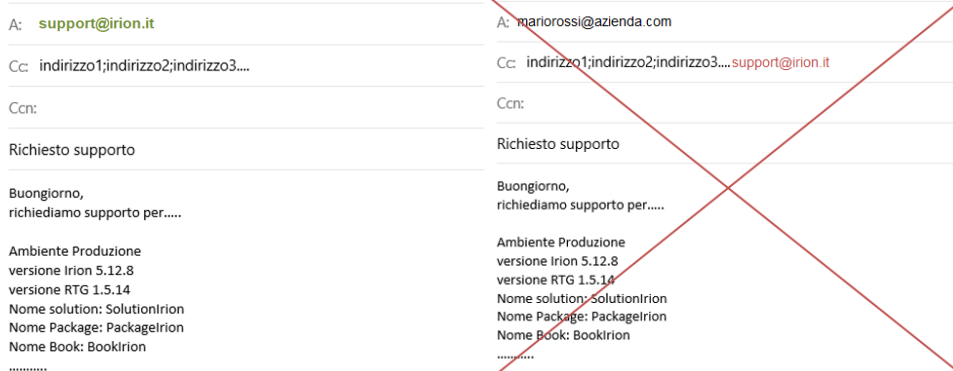 A: support@irion.it
Cc: indirizzo1;indirizzo2;indirizzo3....
Ccn:
Richiesto supporto
Buongiorno,
richiediamo supporto per.....
Ambiente Produzione
versione Irion 5.12.8
versione RTG 1.5.14
Nome solution: SolutionIrion
Nome Package: PackageIrion
Nome Book: BookIrion
...........
A: mariorossi@azienda.com
Cc: indirizzo1;indirizzo2;indirizzo3....support@irion.it
Ccn:
Richiesto supporto
Buongiorno,
richiediamo supporto per.....
Ambiente Produzione
versione Irion 5.12.8
versione RTG 1.5.14
Nome solution: SolutionIrion
Nome Package: PackageIrion
Nome Book: BookIrion
...........